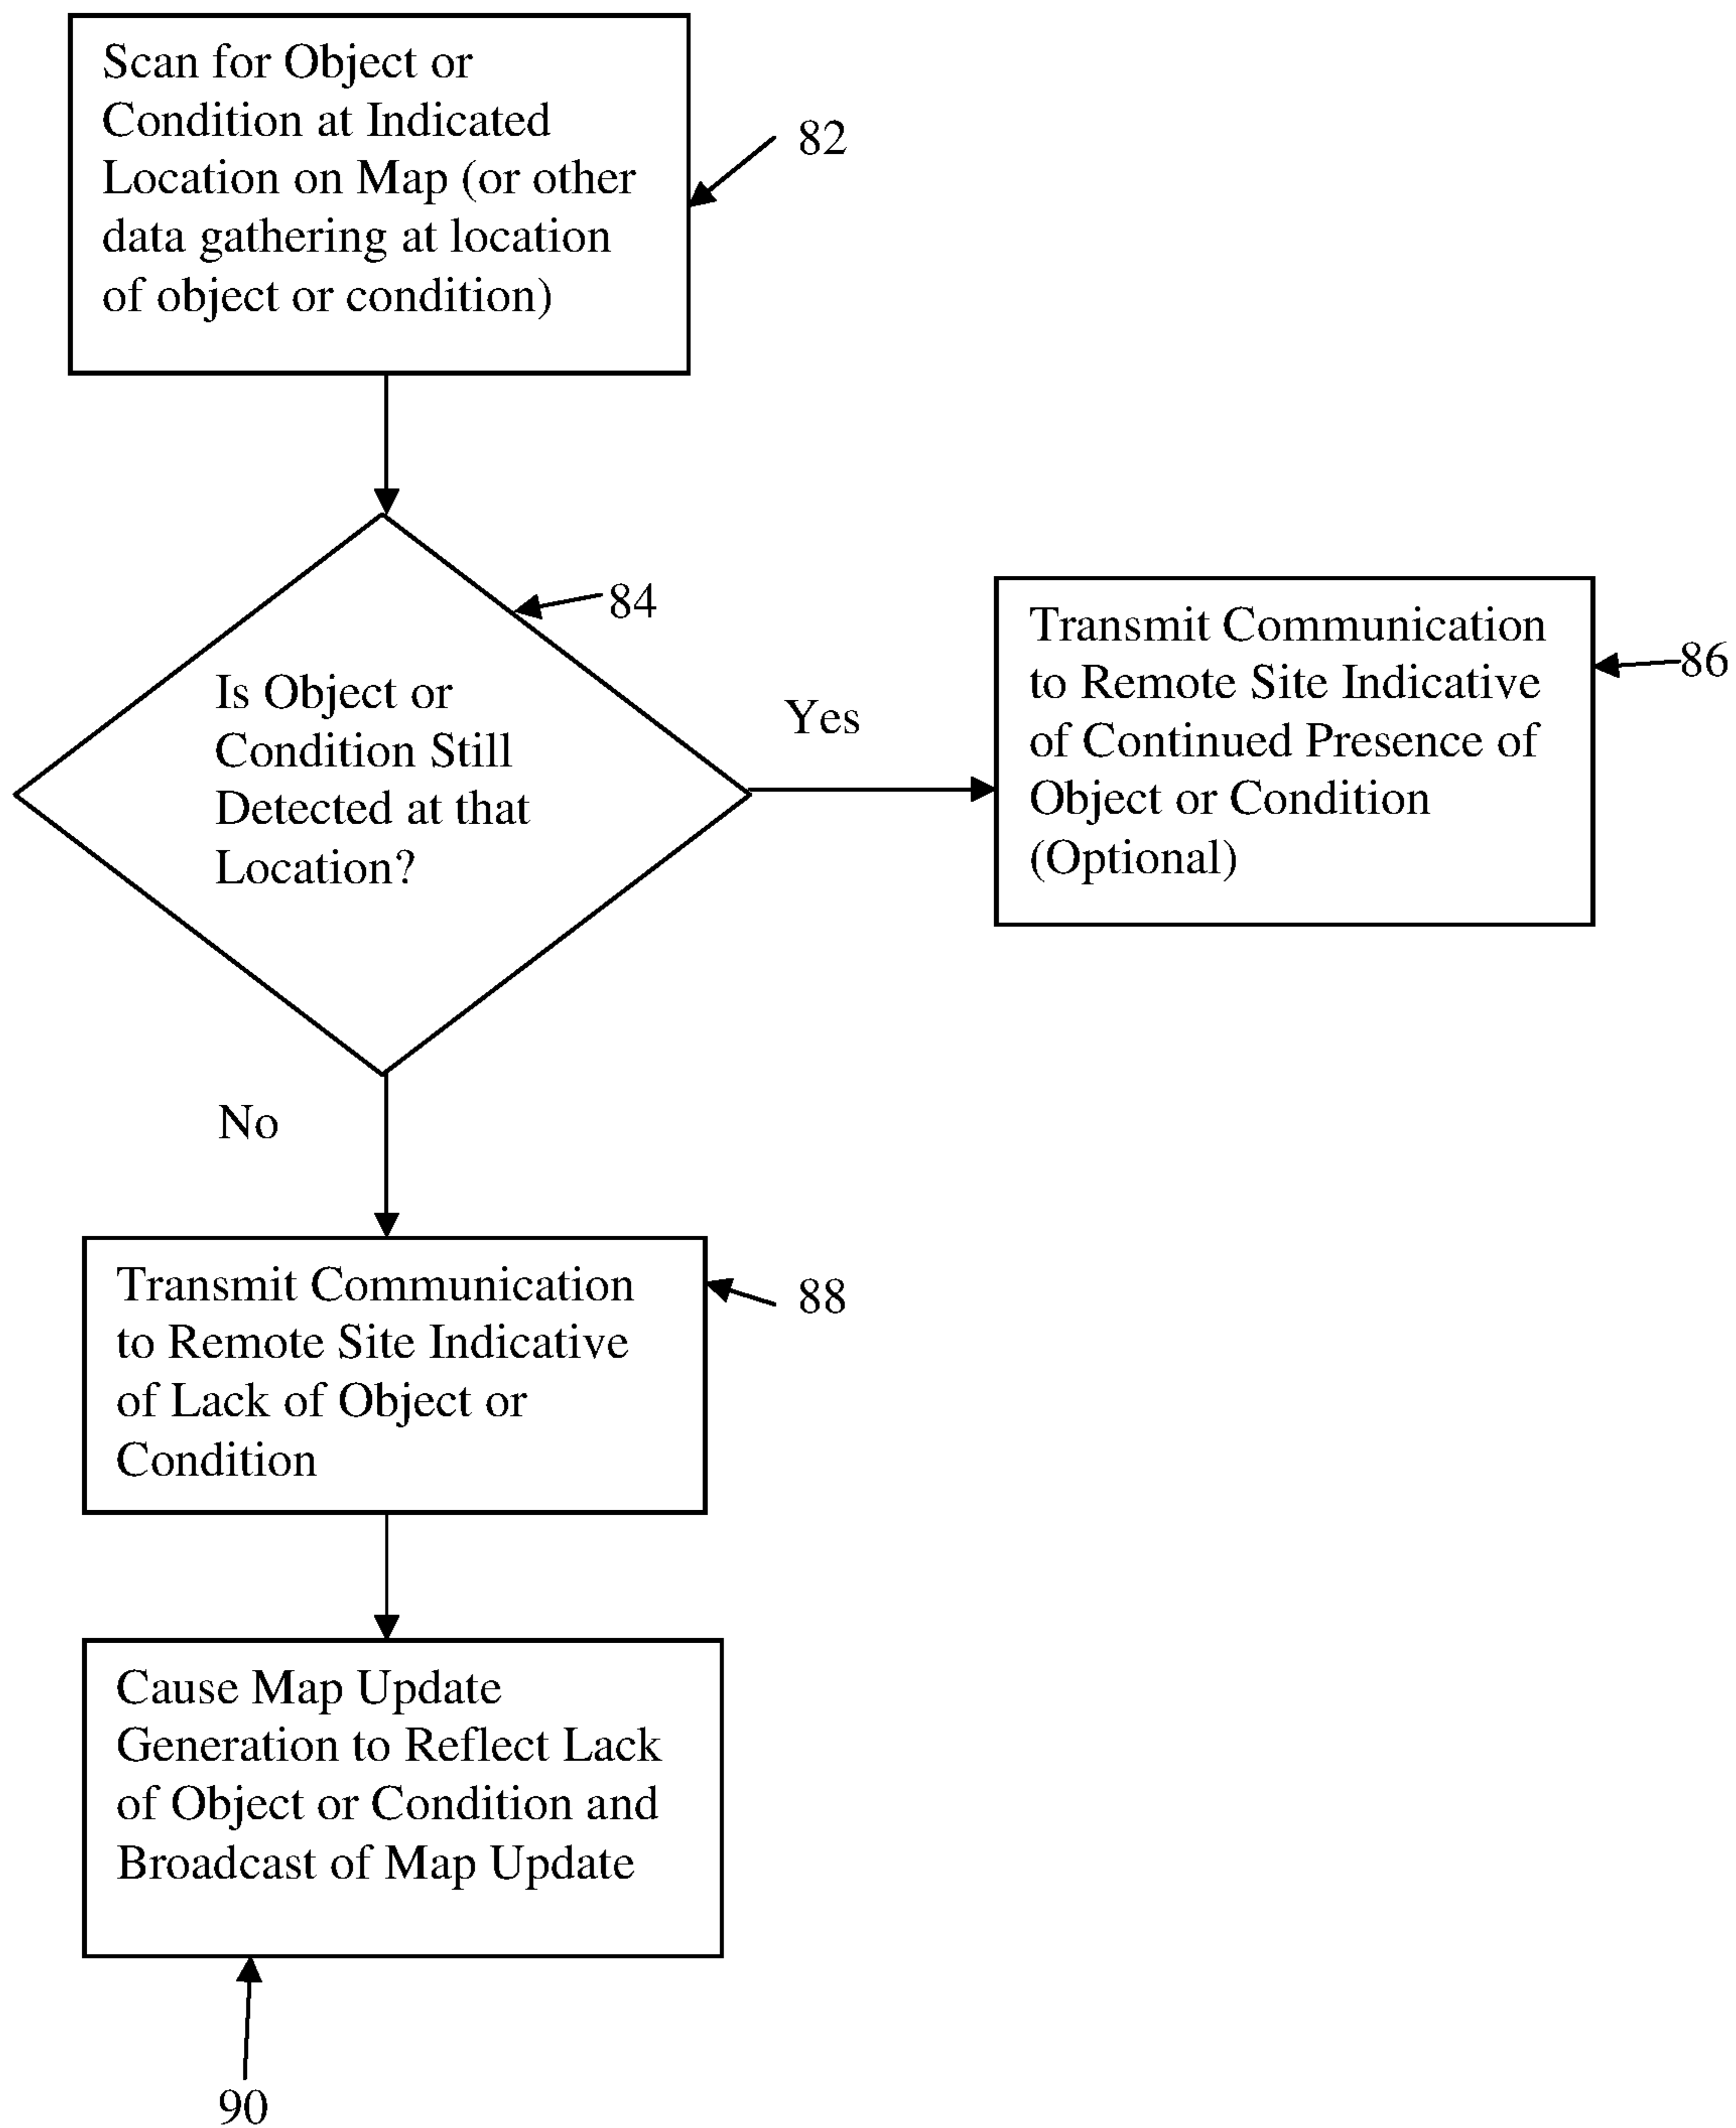 Scan for Object or
Condition at Indicated
Location on Map (or other
data gathering at location
of object or condition)
82
84
Is Object or
Condition Still
Detected at that
Location?
Yes
Transmit Communication
to Remote Site Indicative
of Continued Presence of
Object or Condition
(Optional)
86
No
Transmit Communication
to Remote Site Indicative
of Lack of Object or
Condition
88
Cause Map Update
Generation to Reflect Lack
of Object or Condition and
Broadcast of Map Update
90